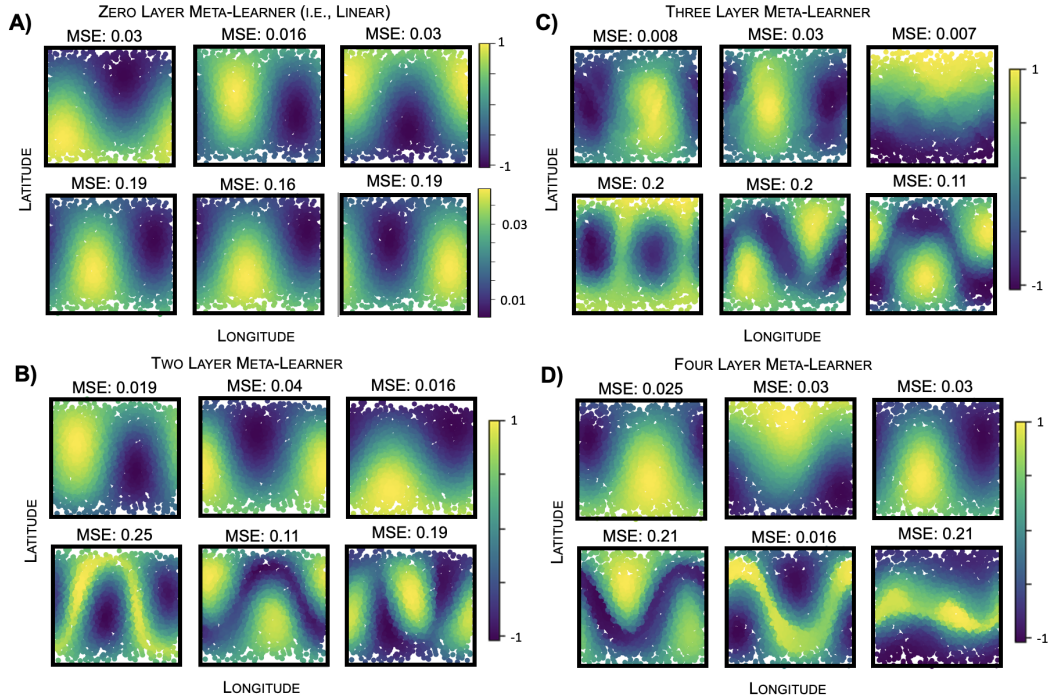 A)
ZERO LAYER META-LEARNER (I.E., LINEAR)
MSE: 0.03 MSE: 0.016 MSE: 0.03
1
-1
MSE: 0.19 MSE: 0.16 MSE: 0.19
0.03
0.01
LATITUDE
LONGITUDE
B)
TWO LAYER META-LEARNER
MSE: 0.019 MSE: 0.04 MSE: 0.016
1
MSE: 0.25 MSE: 0.11 MSE: 0.19
-1
LATITUDE
LONGITUDE
C)
THREE LAYER META-LEARNER
MSE: 0.008 MSE: 0.03 MSE: 0.007
1
MSE: 0.2 MSE: 0.2 MSE: 0.11
-1
LATITUDE
LONGITUDE
D)
FOUR LAYER META-LEARNER
MSE: 0.025 MSE: 0.03 MSE: 0.03
1
MSE: 0.21 MSE: 0.016 MSE: 0.21
-1
LATITUDE
LONGITUDE